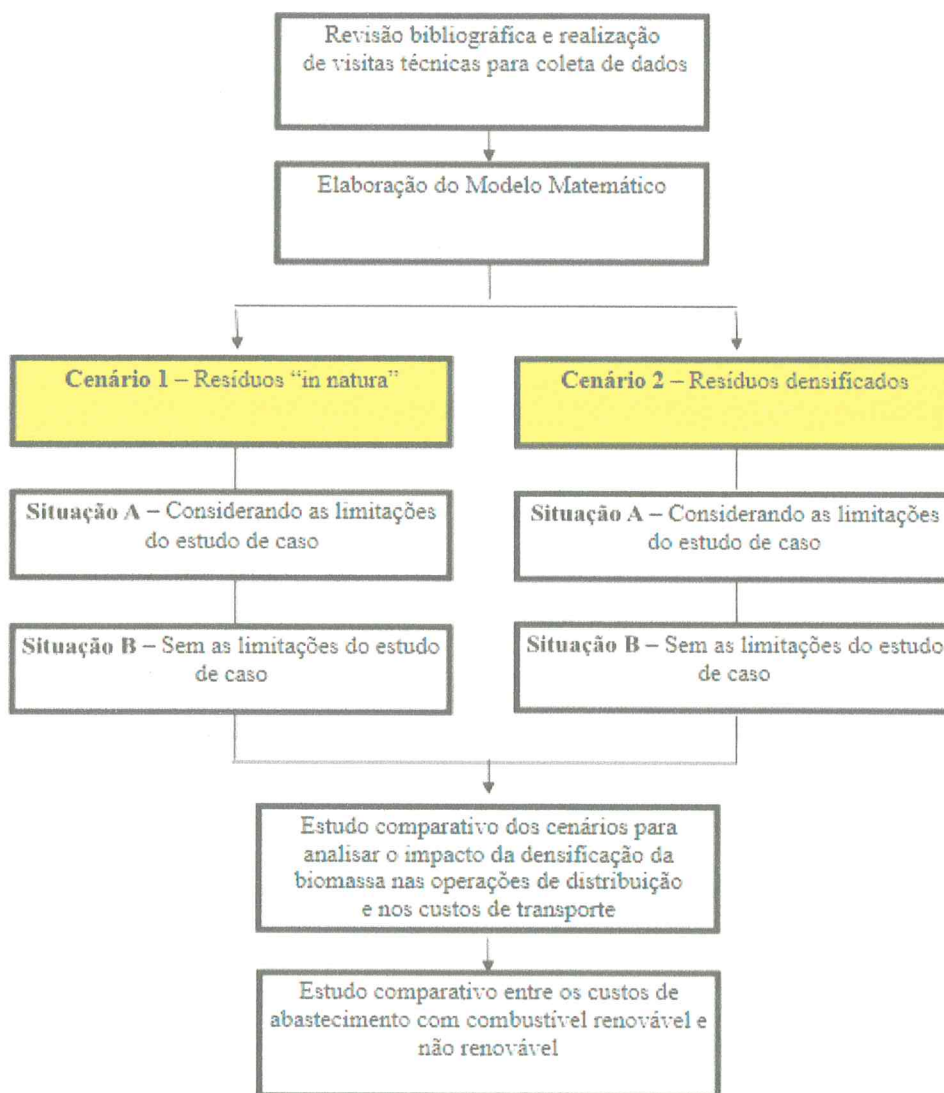 Revisão bibliográfica e realização
de visitas técnicas para coleta de dados
Elaboração do Modelo Matemático
Cenário 1 – Resíduos “in natura”
Cenário 2 – Resíduos densificados
Situação A – Considerando as limitações
do estudo de caso
Situação A – Considerando as limitações
do estudo de caso
Situação B – Sem as limitações do estudo
de caso
Situação B – Sem as limitações do estudo
de caso
Estudo comparativo dos cenários para
analisar o impacto da densificação da
biomassa nas operações de distribuição
e nos custos de transporte
Estudo comparativo entre os custos de
abastecimento com combustível renovável e
não renovável